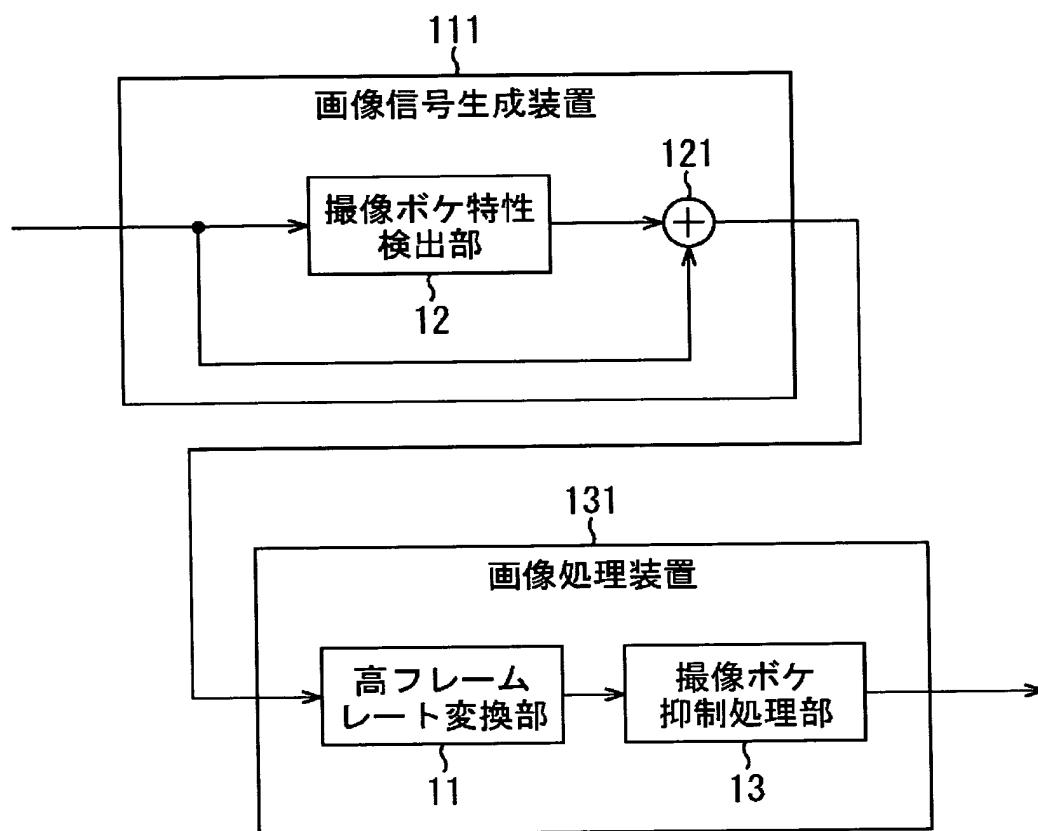 111
画像信号生成装置
121
撮像ボケ特性
検出部
12
131
画像処理装置
高フレーム
レート変換部
11
撮像ボケ
抑制処理部
13